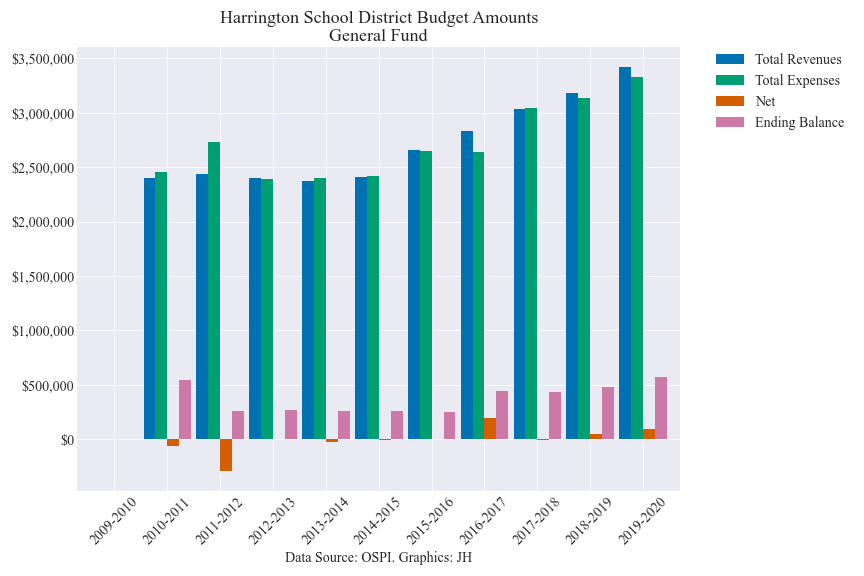 Harrington School District Budget Amounts
General Fund
$3,500,000
$3,000,000
$2,500,000
$2,000,000
$1,500,000
$1,000,000
$500,000
$0
2009-2010
2010-2011
2011-2012
2012-2013
2013-2014
2014-2015
2015-2016
2016-2017
2017-2018
2018-2019
2019-2020
Data Source: OSPI. Graphics: JH
Total Revenues
Total Expenses
Net
Ending Balance